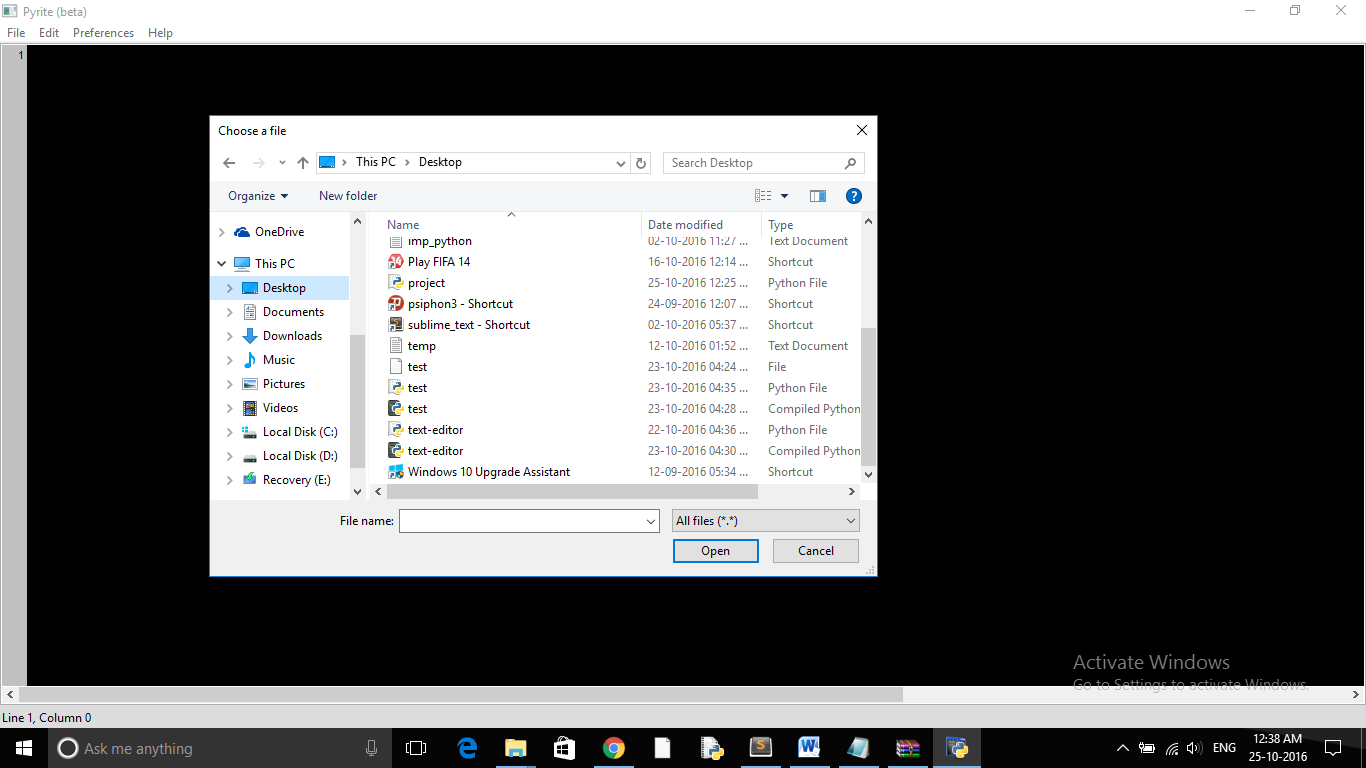 Pyrite (beta)
File Edit Preferences Help
1
Choose a file
This PC Desktop
Search Desktop
Organize New folder
Name Date modified Type
OneDrive
This PC
Desktop
Documents
Downloads
Music
Pictures
Videos
Local Disk (C:)
Local Disk (D:)
Recovery (E:)
imp_python 02-10-2016 11:27 ... Text Document
Play FIFA 14 16-10-2016 12:14 ... Shortcut
project 25-10-2016 12:25 ... Python File
psiphon3 - Shortcut 24-09-2016 12:07 ... Shortcut
sublime_text - Shortcut 02-10-2016 05:37 ... Shortcut
temp 12-10-2016 01:52 ... Text Document
test 23-10-2016 04:24 ... File
test 23-10-2016 04:35 ... Python File
test 23-10-2016 04:28 ... Compiled Python
text-editor 22-10-2016 04:36 ... Python File
text-editor 23-10-2016 04:30 ... Compiled Python
Windows 10 Upgrade Assistant 12-09-2016 05:34 ... Shortcut
File name: All files (*.*)
Open Cancel
Activate Windows
Go to Settings to activate Windows.
Line 1, Column 0
Ask me anything
ENG
12:38 AM
25-10-2016